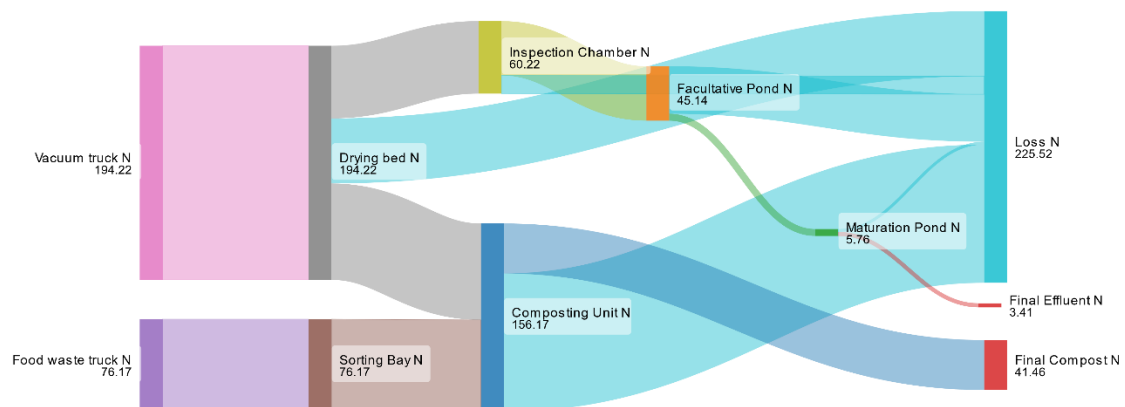 Inspection Chamber N
60.22
Facultative Pond N
45.14
Vacuum truck N
194.22
Drying bed N
194.22
Loss N
225.52
Maturation Pond N
5.76
Final Effluent N
3.41
Composting Unit N
156.17
Food waste truck N
76.17
Sorting Bay N
76.17
Final Compost N
41.46